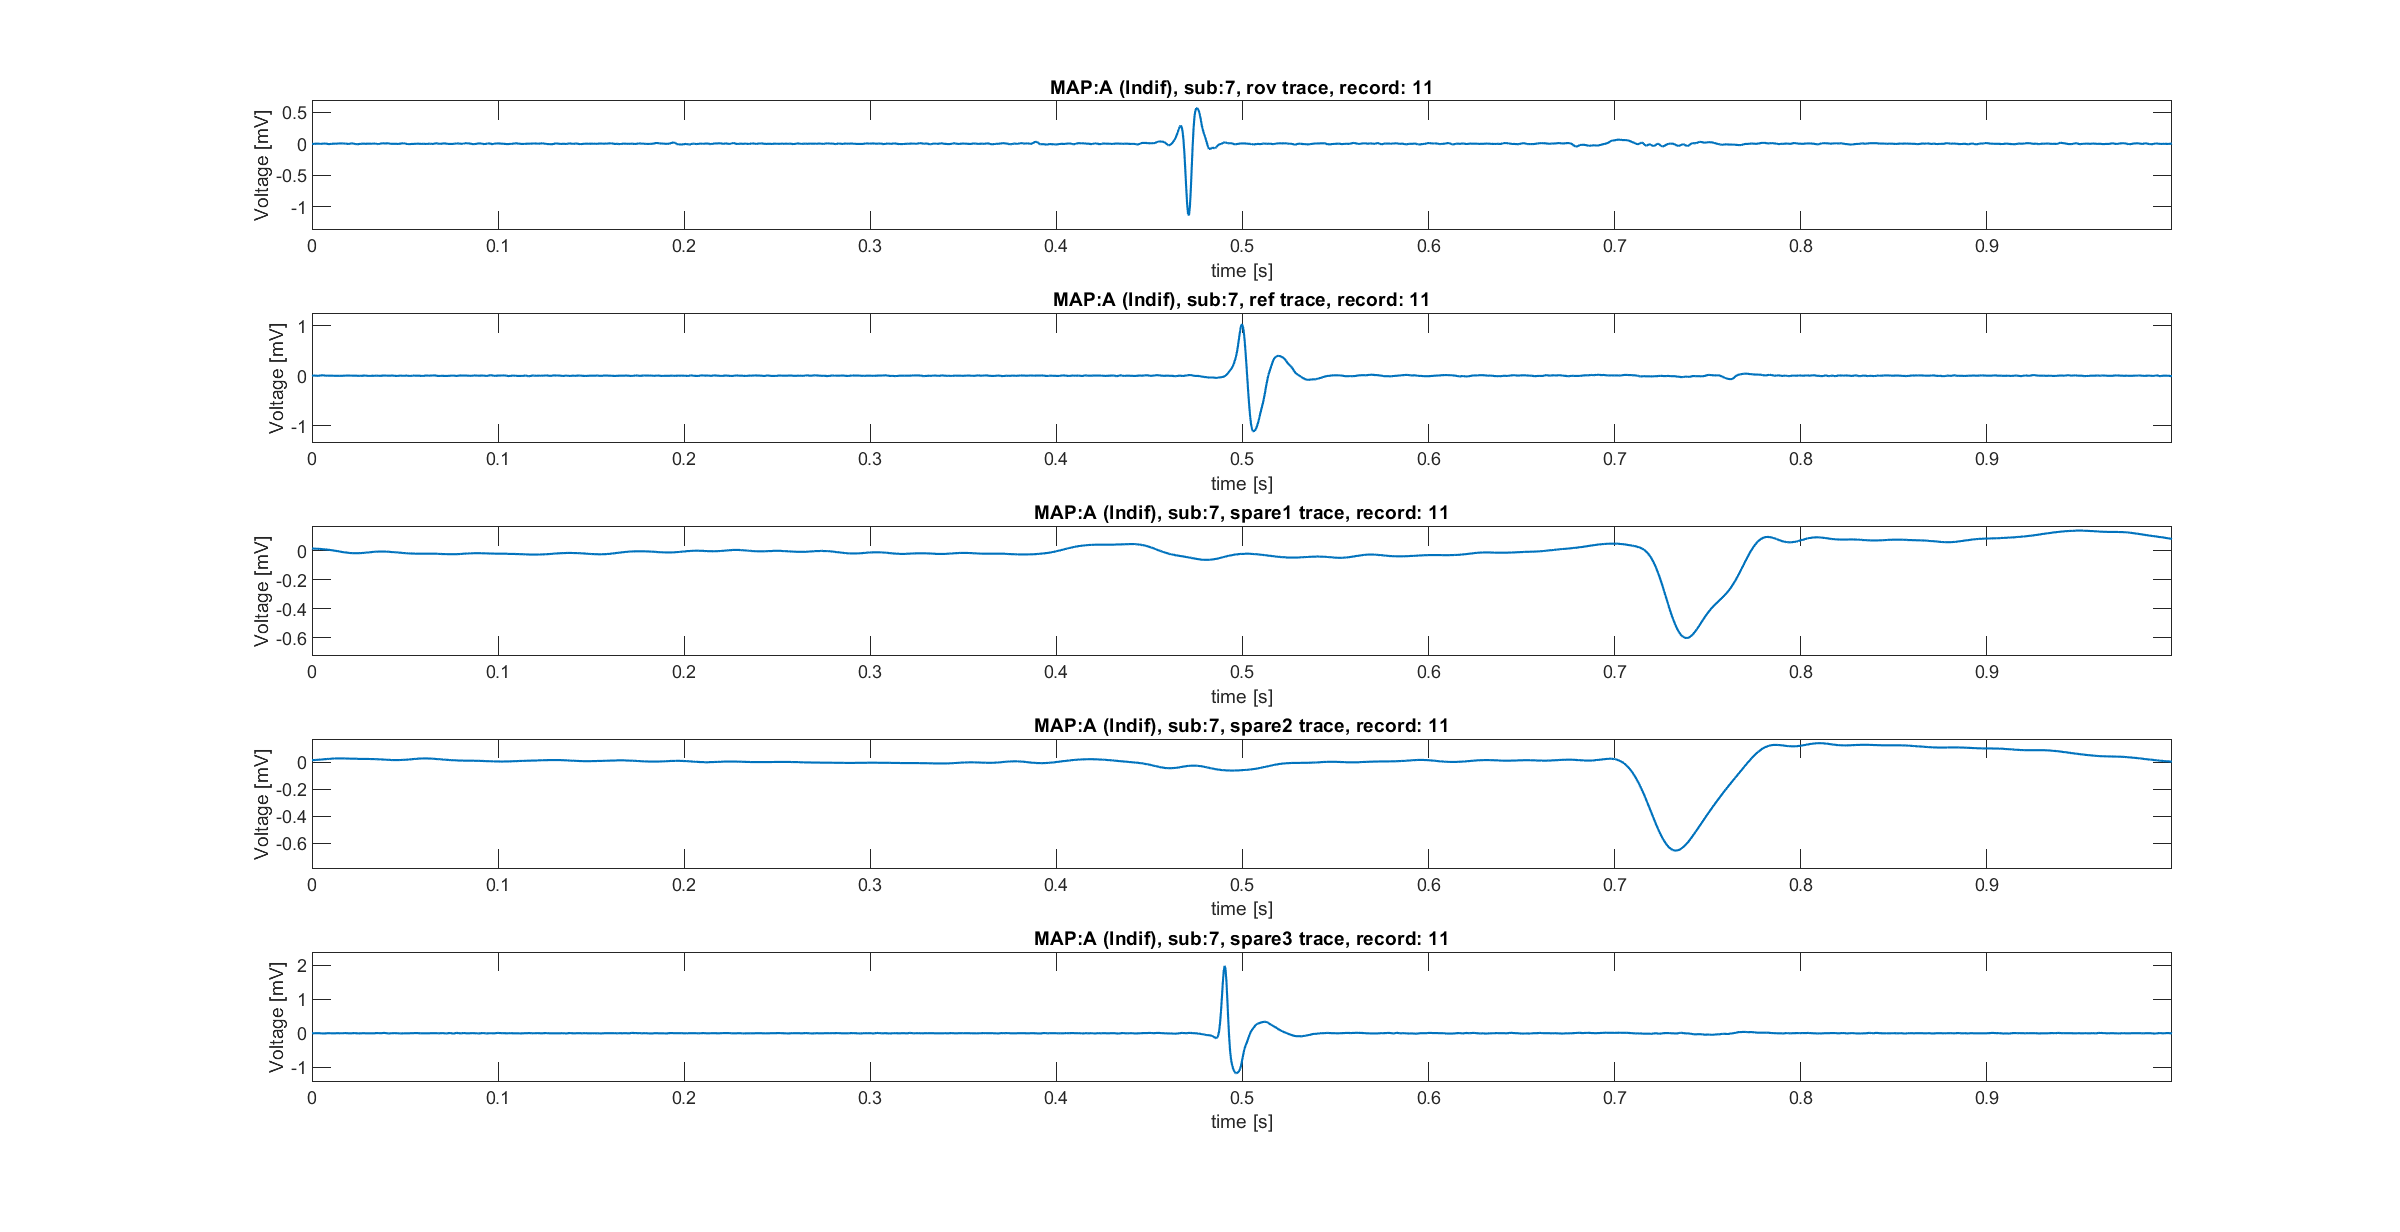 MAP:A (Indif), sub:7, rov trace, record: 11
Voltage [mV]
0.5
0
-0.5
-1
0 0.1 0.2 0.3 0.4 0.5 0.6 0.7 0.8 0.9
time [s]
MAP:A (Indif), sub:7, ref trace, record: 11
Voltage [mV]
1
0
-1
0 0.1 0.2 0.3 0.4 0.5 0.6 0.7 0.8 0.9
time [s]
MAP:A (Indif), sub:7, spare1 trace, record: 11
Voltage [mV]
0
-0.2
-0.4
-0.6
0 0.1 0.2 0.3 0.4 0.5 0.6 0.7 0.8 0.9
time [s]
MAP:A (Indif), sub:7, spare2 trace, record: 11
Voltage [mV]
0
-0.2
-0.4
-0.6
0 0.1 0.2 0.3 0.4 0.5 0.6 0.7 0.8 0.9
time [s]
MAP:A (Indif), sub:7, spare3 trace, record: 11
Voltage [mV]
2
1
0
-1
0 0.1 0.2 0.3 0.4 0.5 0.6 0.7 0.8 0.9
time [s]